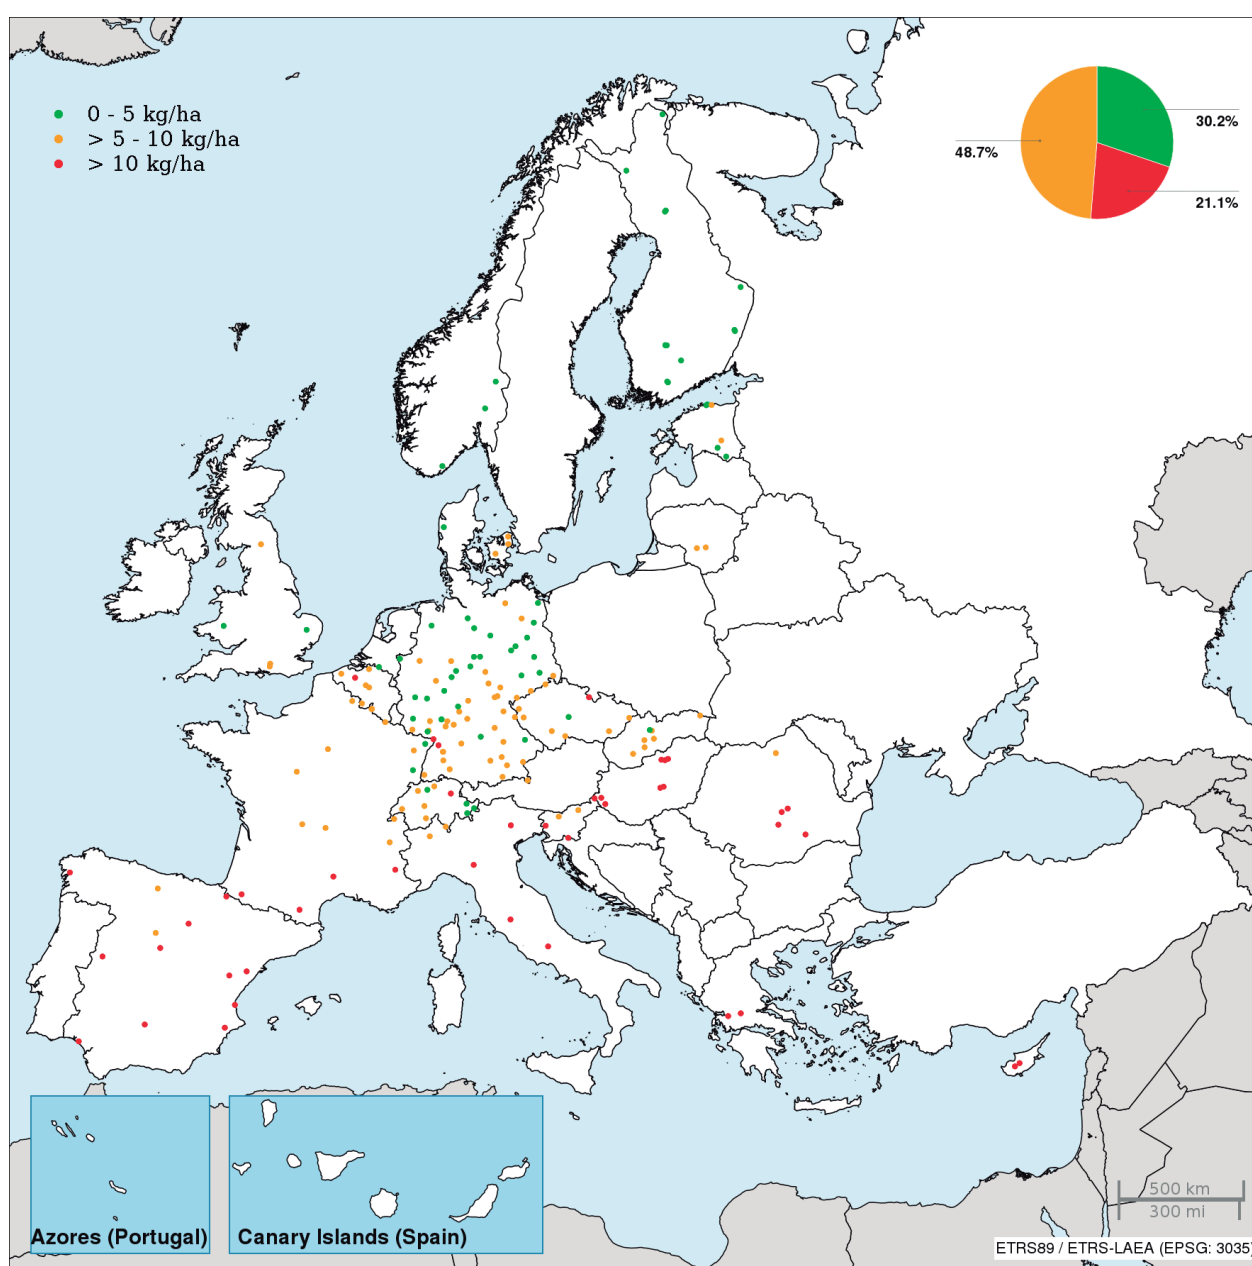 0 - 5 kg/ha
> 5 - 10 kg/ha
> 10 kg/ha
30.2%
48.7%
21.1%
Azores (Portugal)
Canary Islands (Spain)
500 km
300 mi
ETRS89 / ETRS-LAEA (EPSG: 3035)